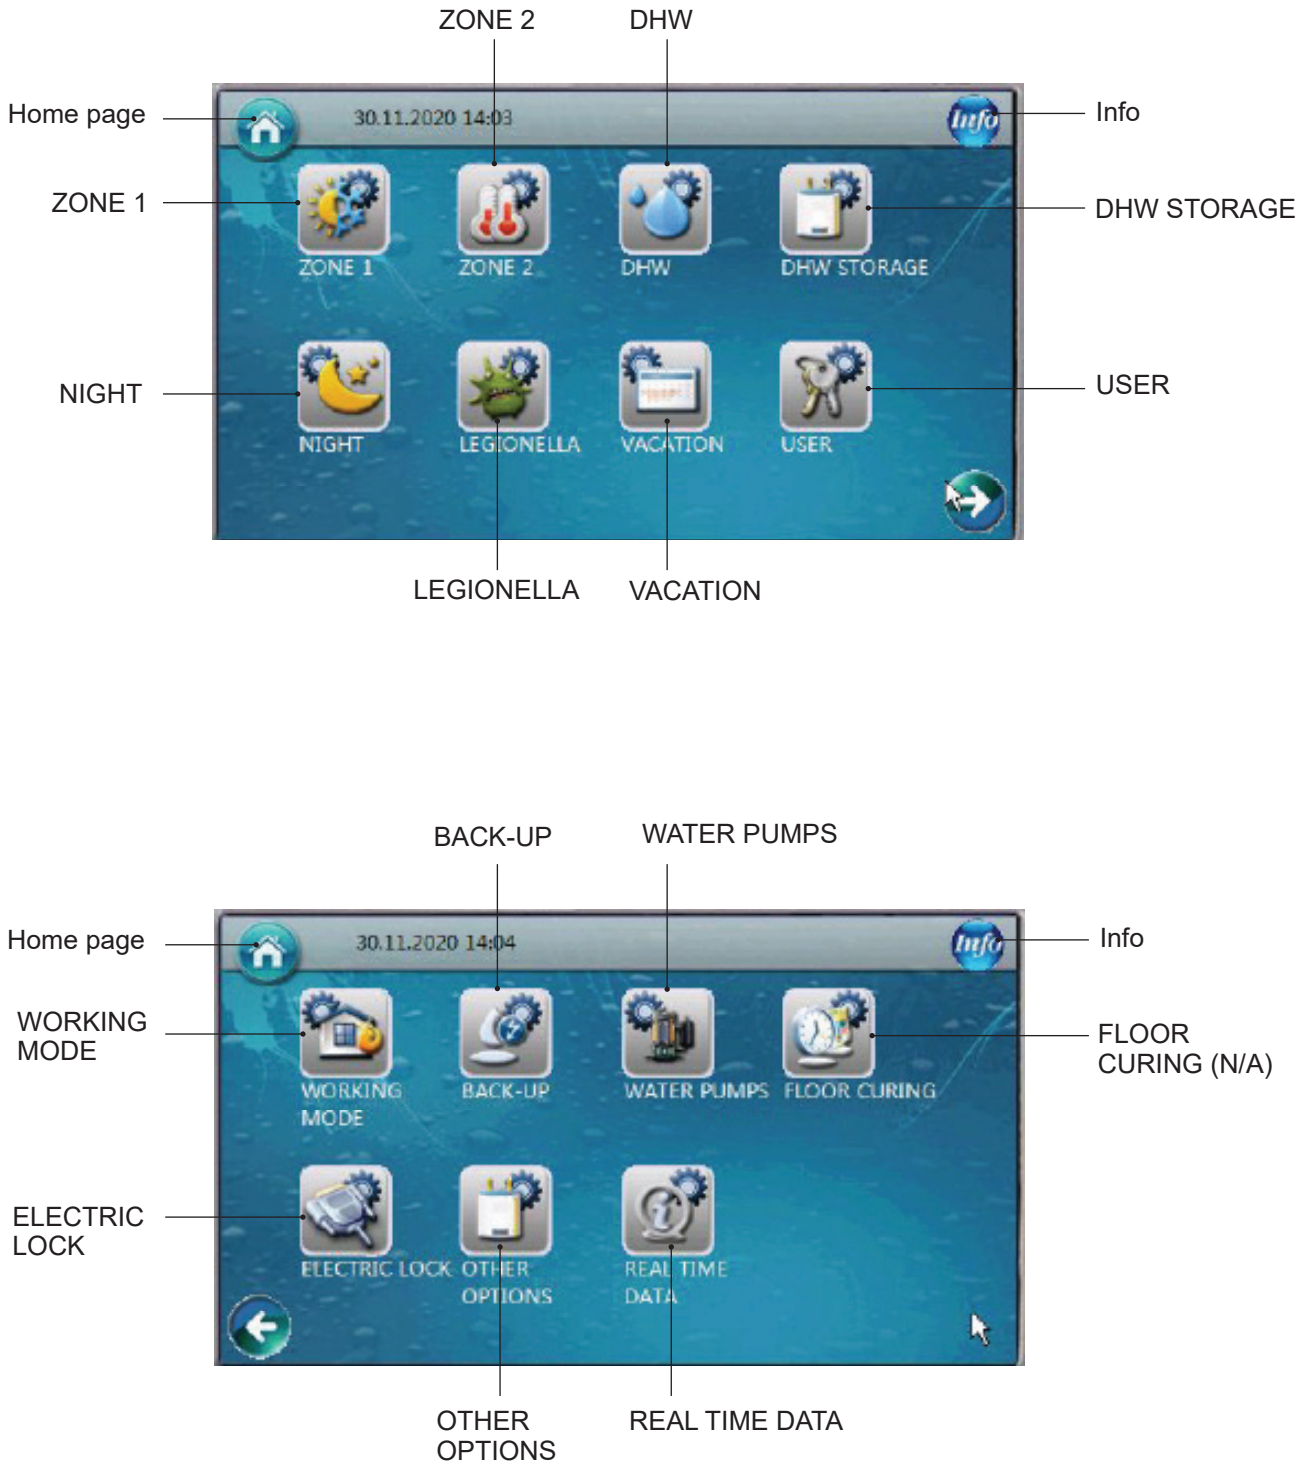 ZONE 2
DHW
Home page
30.11.2020 14:03
Info
Info
ZONE 1
DHW STORAGE
ZONE 1
ZONE 2
DHW
DHW STORAGE
NIGHT
USER
NIGHT
LEGIONELLA
VACATION
USER
LEGIONELLA
VACATION
BACK-UP
WATER PUMPS
Home page
30.11.2020 14:04
Info
Info
WORKING
MODE
FLOOR
CURING (N/A)
WORKING
MODE
BACK-UP
WATER PUMPS
FLOOR CURING
ELECTRIC
LOCK
ELECTRIC LOCK
OTHER
OPTIONS
REAL TIME
DATA
OTHER
OPTIONS
REAL TIME DATA